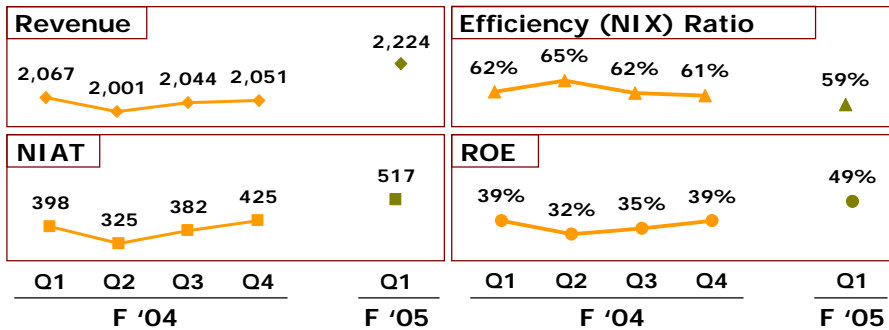 Revenue
2,067
2,001
2,044
2,051
2,224
Efficiency (NIX) Ratio
62%
65%
62%
61%
59%
NIAT
398
325
382
425
517
ROE
39%
32%
35%
39%
49%
Q1 Q2 Q3 Q4 Q1
F ‘04 F ‘05
Q1 Q2 Q3 Q4 Q1
F ‘04 F ‘05